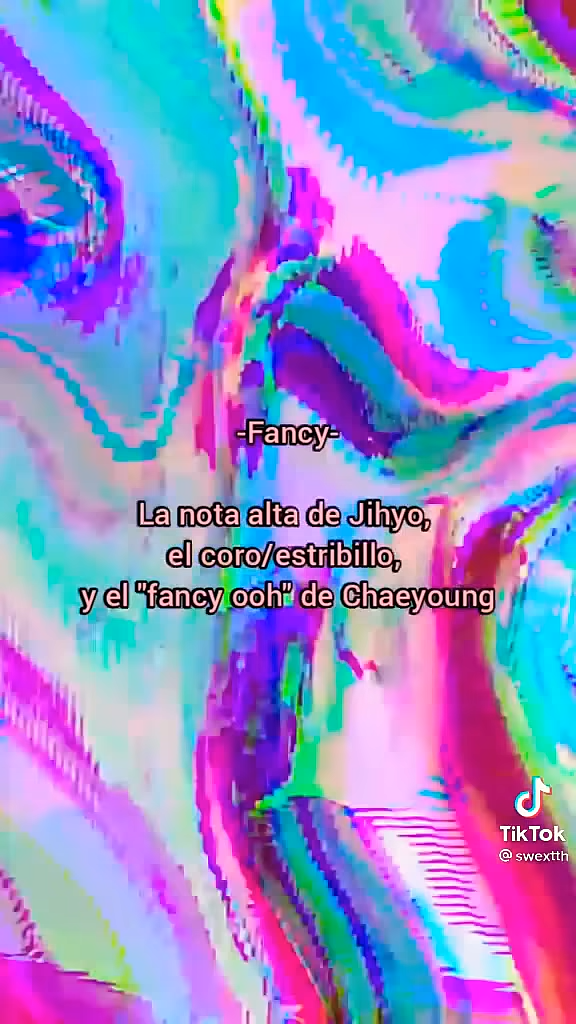 -Fancy-
La nota alta de Jihyo,
el coro/estribillo,
y el "fancy ooh" de Chaeyoung
TikTok
@swextth